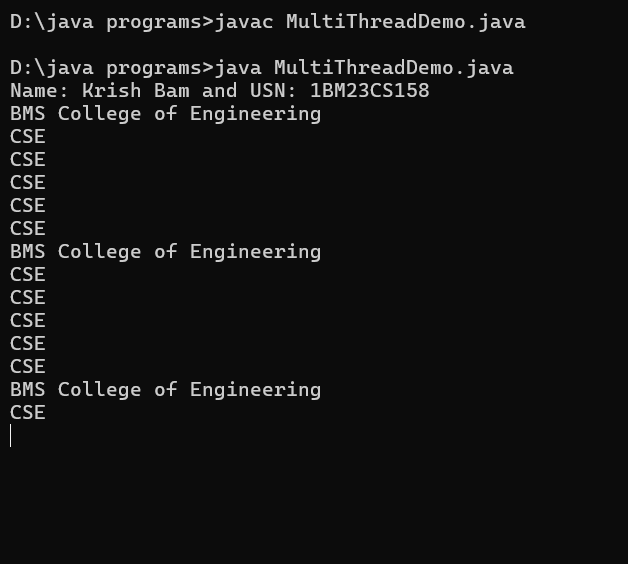 D:\java programs>javac MultiThreadDemo.java
D:\java programs>java MultiThreadDemo.java
Name: Krish Bam and USN: 1BM23CS158
BMS College of Engineering
CSE
CSE
CSE
CSE
CSE
BMS College of Engineering
CSE
CSE
CSE
CSE
CSE
BMS College of Engineering
CSE